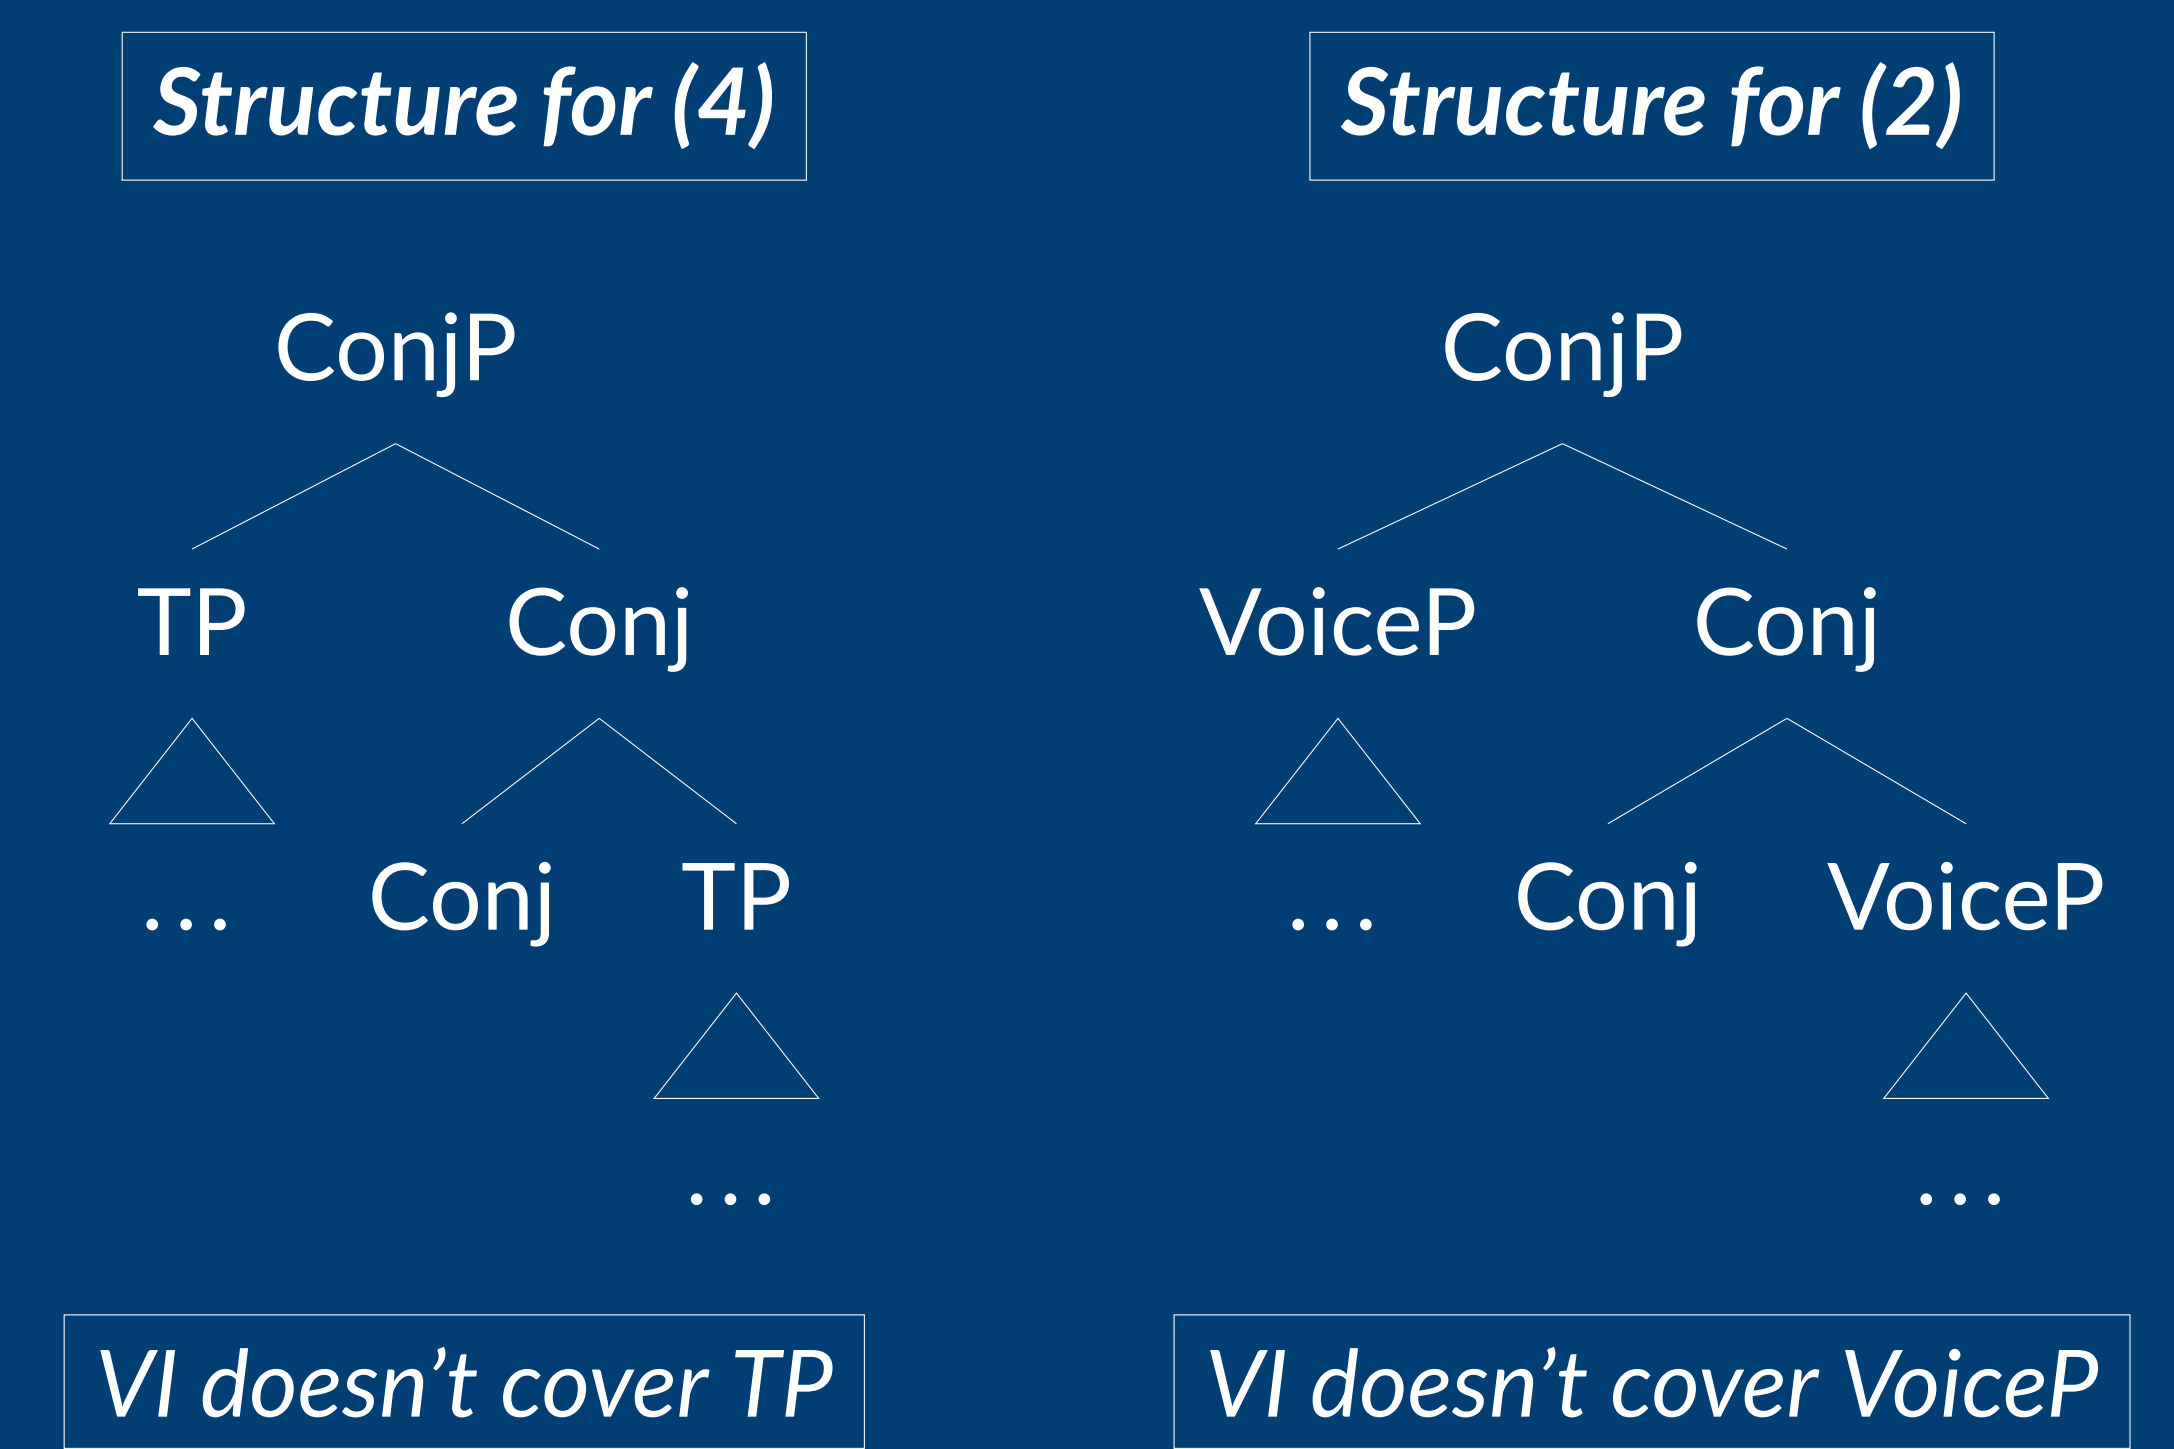 Structure for (4)
ConjP
TP Conj
… Conj TP
…
VI doesn’t cover TP
Structure for (2)
ConjP
VoiceP Conj
… Conj VoiceP
…
VI doesn’t cover VoiceP